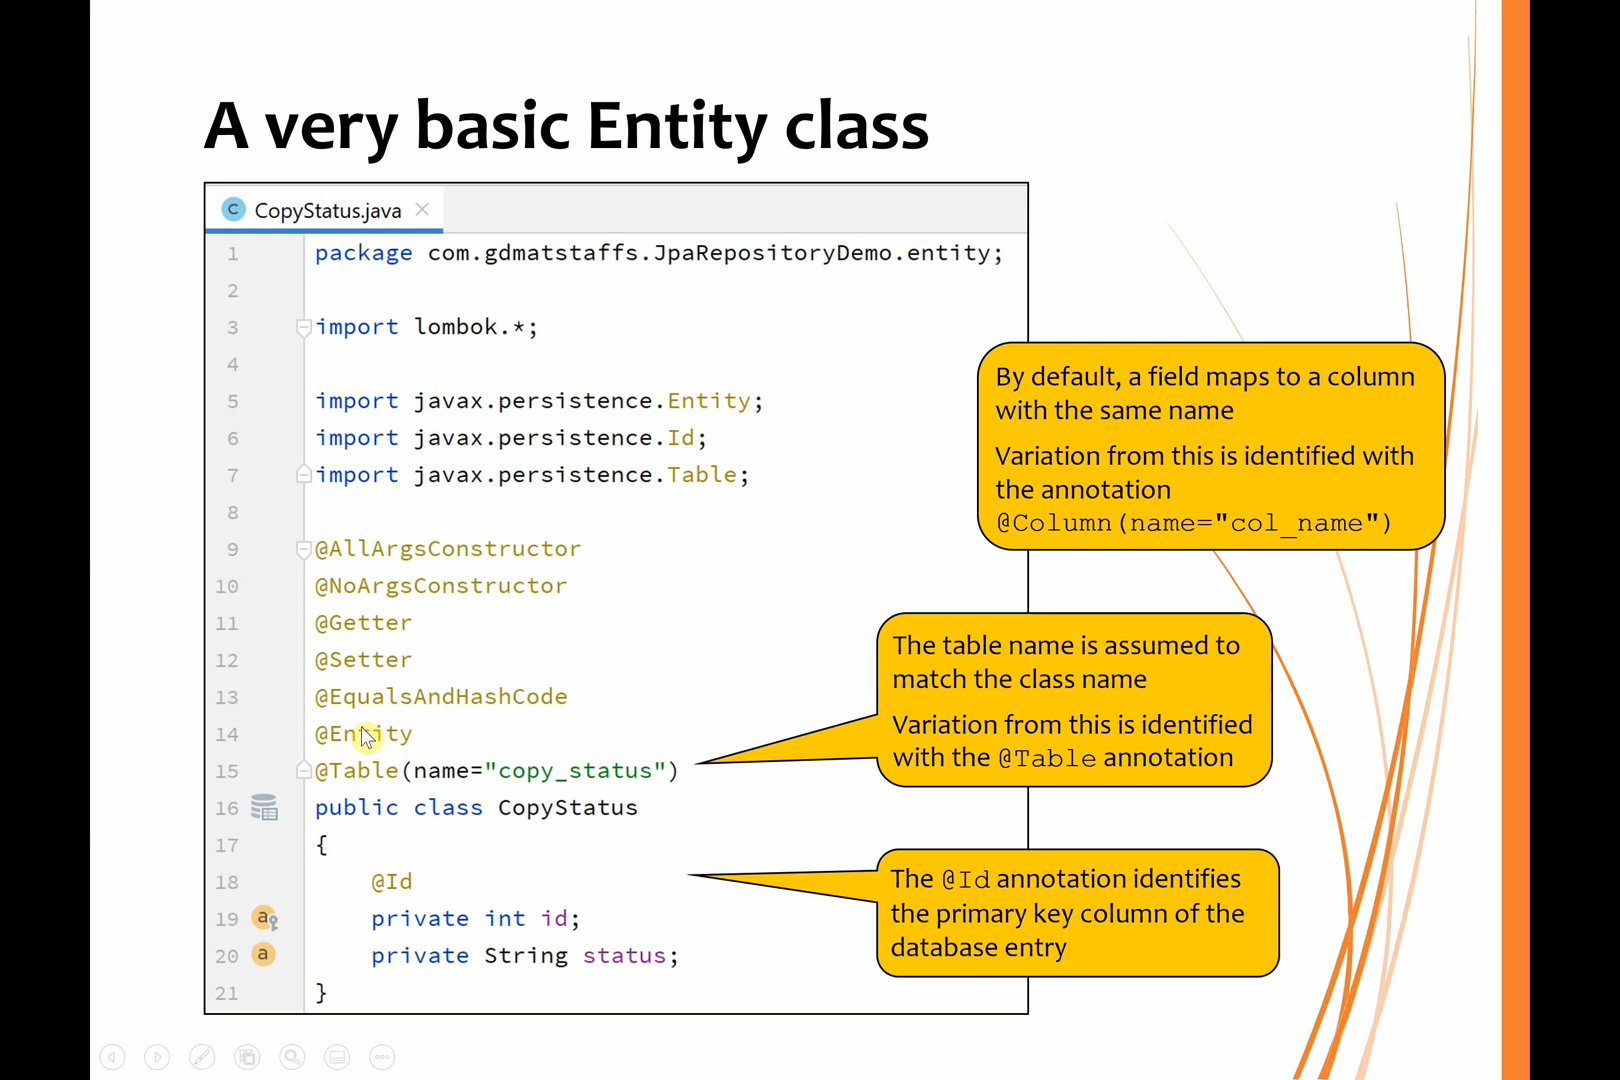 A very basic Entity class
C CopyStatus.java
1 package com.gdmatstaffs.JpaRepositoryDemo.entity;
2
3 import lombok.*;
4
5 import javax.persistence.Entity;
6 import javax.persistence.Id;
7 import javax.persistence.Table;
8
9 @AllArgsConstructor
10 @NoArgsConstructor
11 @Getter
12 @Setter
13 @EqualsAndHashCode
14 @Entity
15 @Table(name="copy_status")
16 public class CopyStatus
17 {
18 @Id
19 a private int id;
20 a private String status;
21 }
By default, a field maps to a column
with the same name
Variation from this is identified with
the annotation
@Column(name="col_name")
The table name is assumed to
match the class name
Variation from this is identified
with the @Table annotation
The @Id annotation identifies
the primary key column of the
database entry